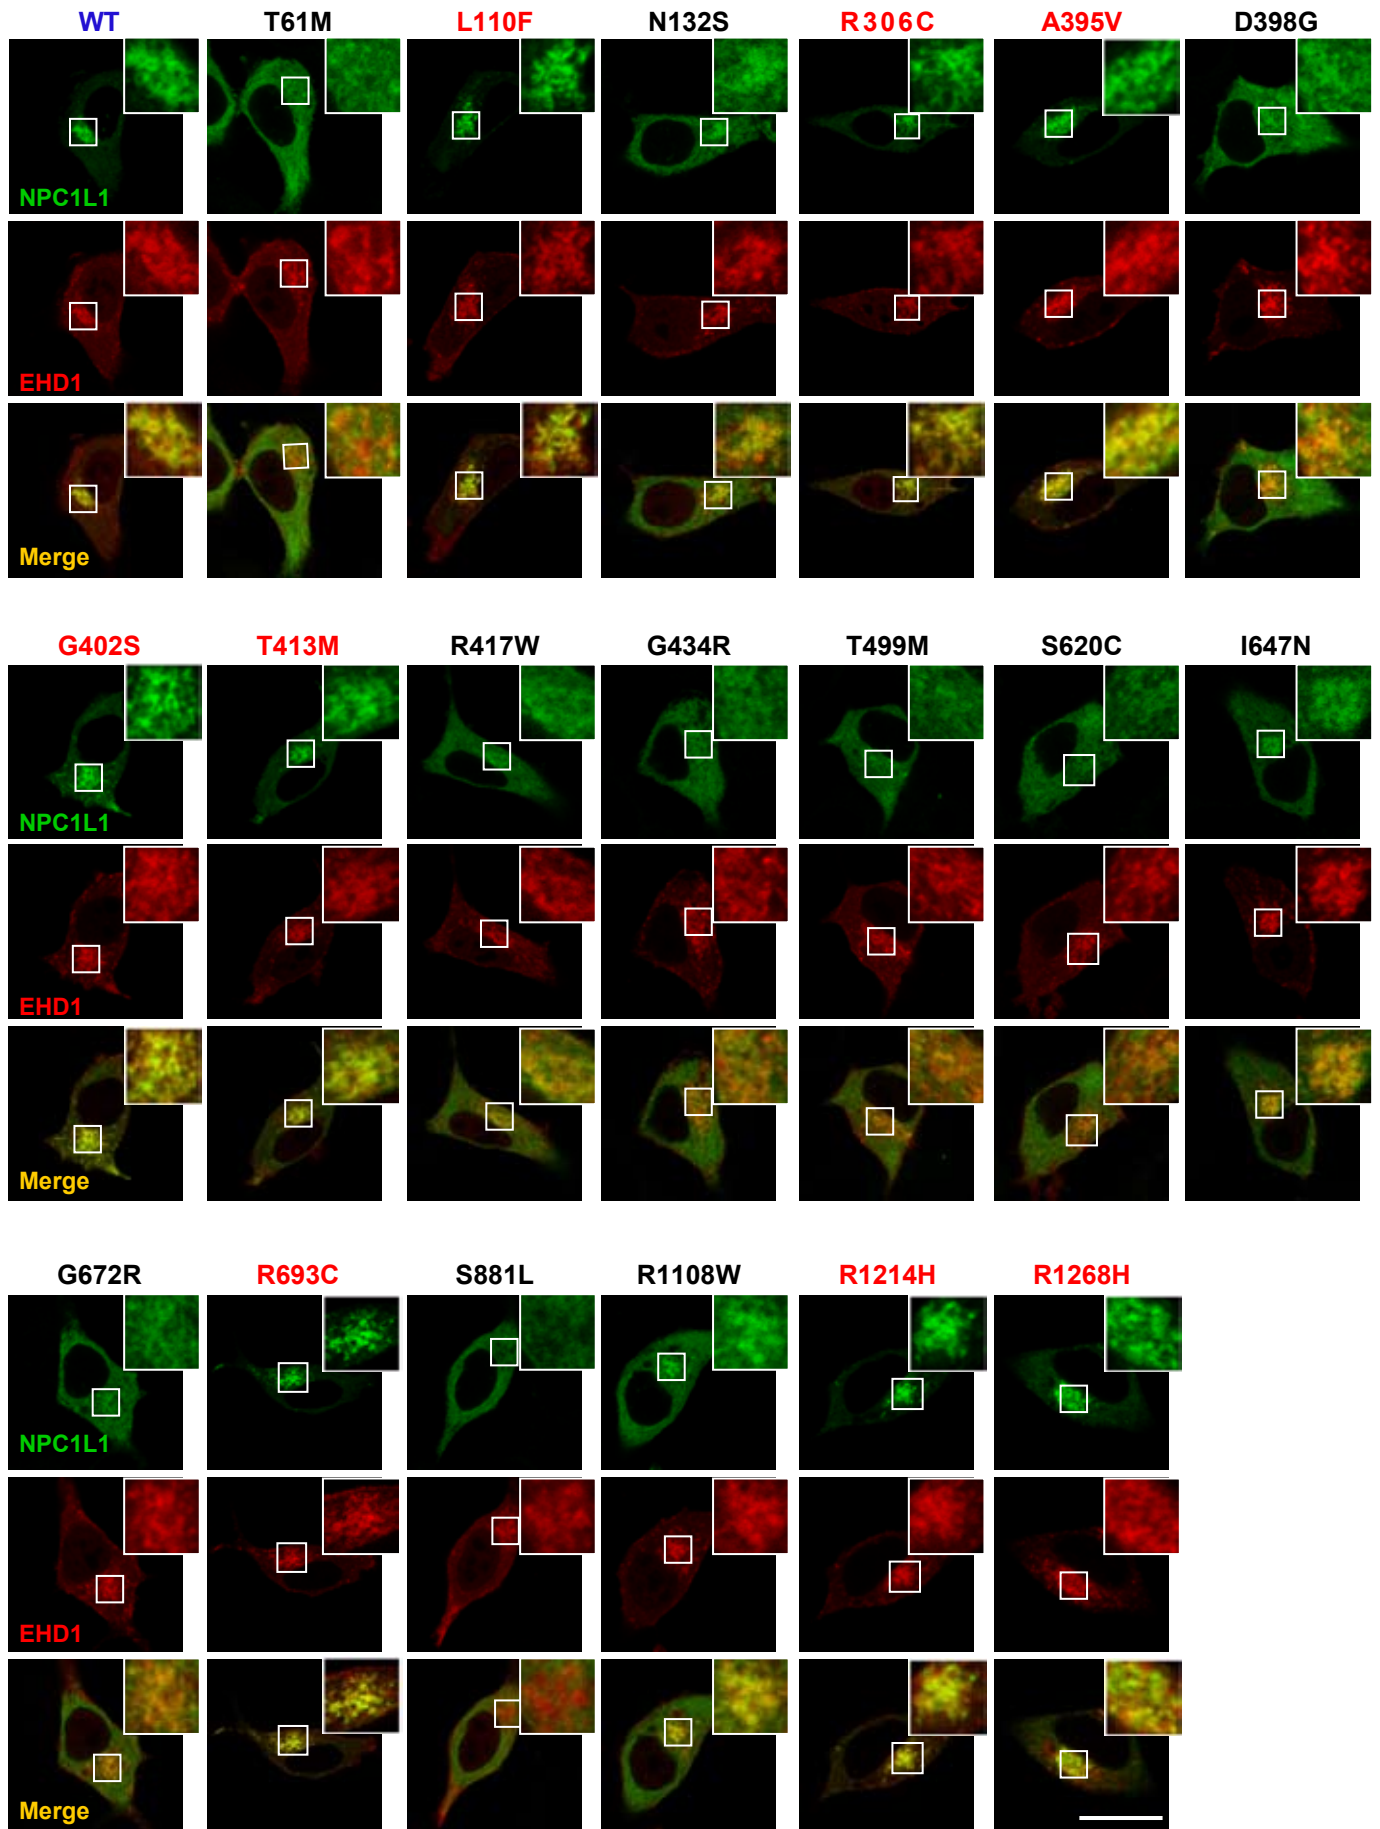 WT T61M L110F N132S R306C A395V D398G
NPC1L1
EHD1
Merge
G402S T413M R417W G434R T499M S620C I647N
NPC1L1
EHD1
Merge
G672R R693C S881L R1108W R1214H R1268H
NPC1L1
EHD1
Merge